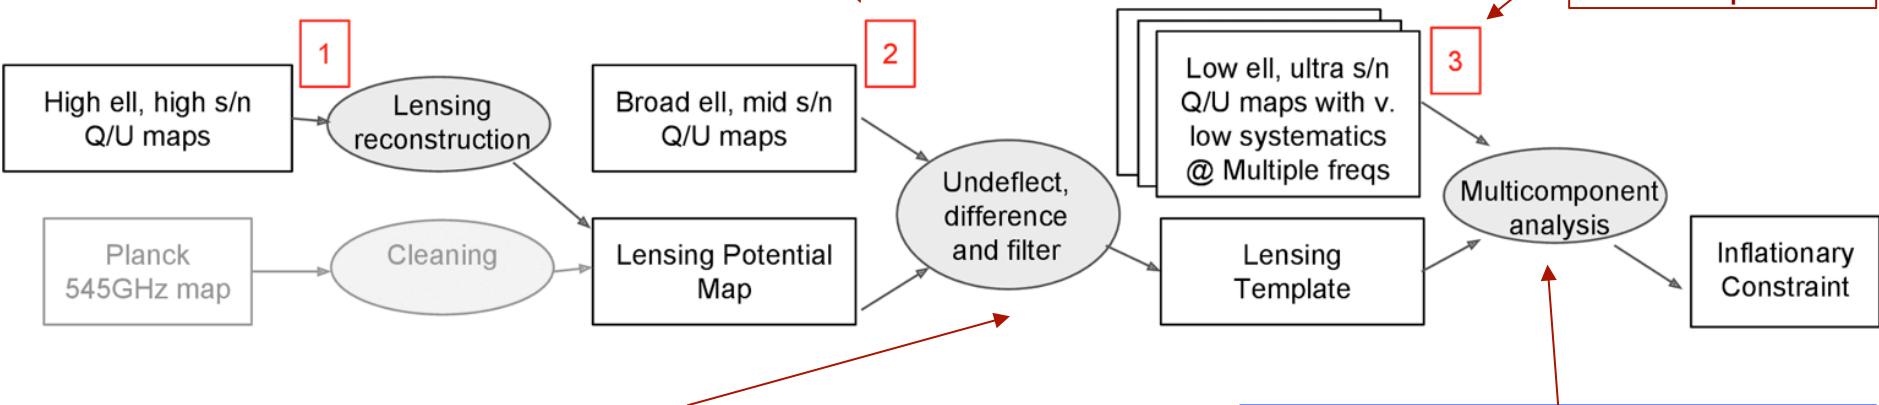 1
High ell, high s/n
Q/U maps
Lensing
reconstruction
Planck
545GHz map
Cleaning
2
Broad ell, mid s/n
Q/U maps
Lensing Potential
Map
Undeflect,
difference
and filter
3
Low ell, ultra s/n
Q/U maps with v.
low systematics
@ Multiple freqs
Lensing
Template
Multicomponent
analysis
Inflationary
Constraint